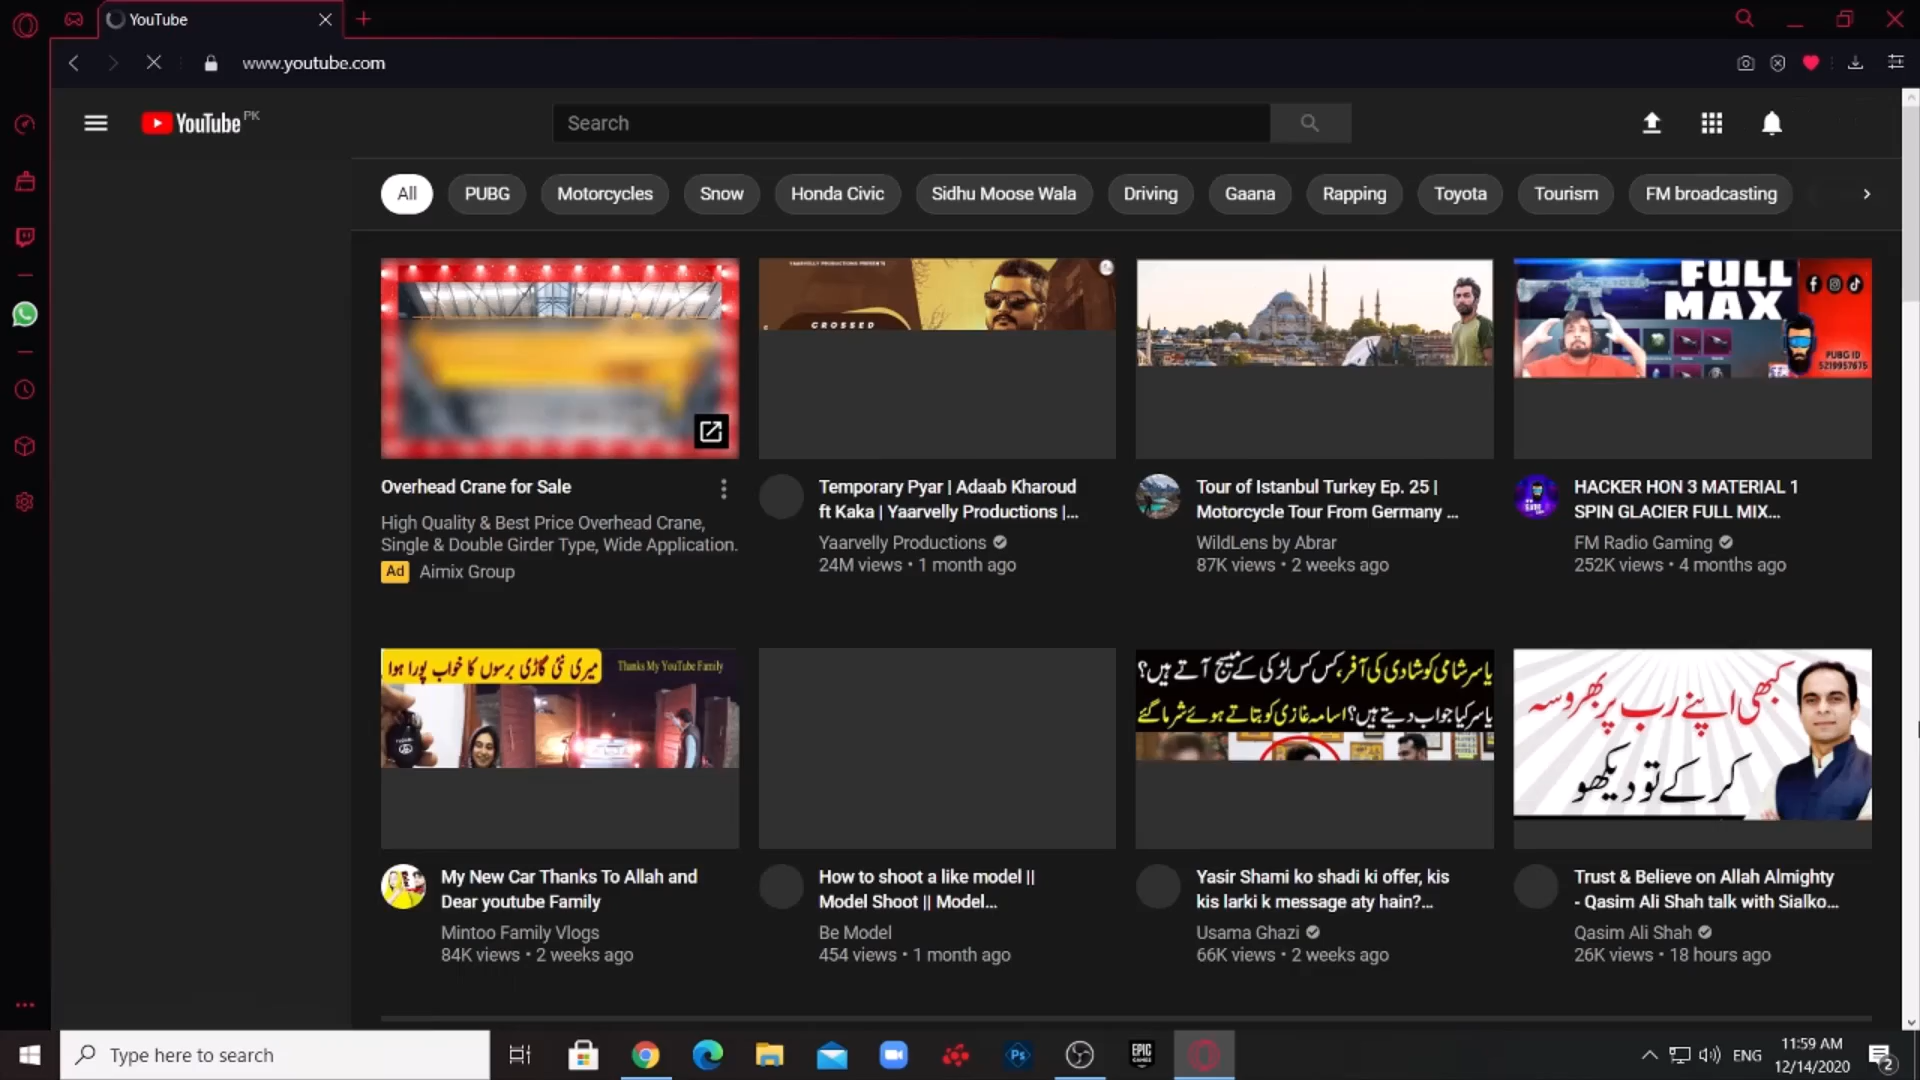 YouTube
www.youtube.com
YouTube PK
Search
All PUBG Motorcycles Snow Honda Civic Sidhu Moose Wala Driving Gaana Rapping Toyota Tourism FM broadcasting
YAARVELLY PRODUCTIONS PRESENTS
CROSSED
FULL
MAX
PUBG ID
5219957675
Overhead Crane for Sale
High Quality & Best Price Overhead Crane,
Single & Double Girder Type, Wide Application.
Ad Aimix Group
Temporary Pyar | Adaab Kharoud
ft Kaka | Yaarvelly Productions |...
Yaarvelly Productions
24M views • 1 month ago
Tour of Istanbul Turkey Ep. 25 |
Motorcycle Tour From Germany ...
WildLens by Abrar
87K views • 2 weeks ago
HACKER HON 3 MATERIAL 1
SPIN GLACIER FULL MIX...
FM Radio Gaming
252K views • 4 months ago
میری نئی گاڑی برسوں کا خواب پورا ہوا
Thanks My YouTube Family
یاسر شامی کو شادی کی آفر، کس کس لڑکی کے میسج آتے ہیں؟
یاسر کیا جواب دیتے ہیں؟ اسامہ غازی کو بتاتے ہوئے شرما گئے
کبھی اپنے رب پر بھروسہ
کر کے تو دیکھو
My New Car Thanks To Allah and
Dear youtube Family
Mintoo Family Vlogs
84K views • 2 weeks ago
How to shoot a like model ||
Model Shoot || Model...
Be Model
454 views • 1 month ago
Yasir Shami ko shadi ki offer, kis
kis larki k message aty hain?...
Usama Ghazi
66K views • 2 weeks ago
Trust & Believe on Allah Almighty
- Qasim Ali Shah talk with Sialko...
Qasim Ali Shah
26K views • 18 hours ago
Type here to search
Ps
EPIC
GAMES
ENG
11:59 AM
12/14/2020
2